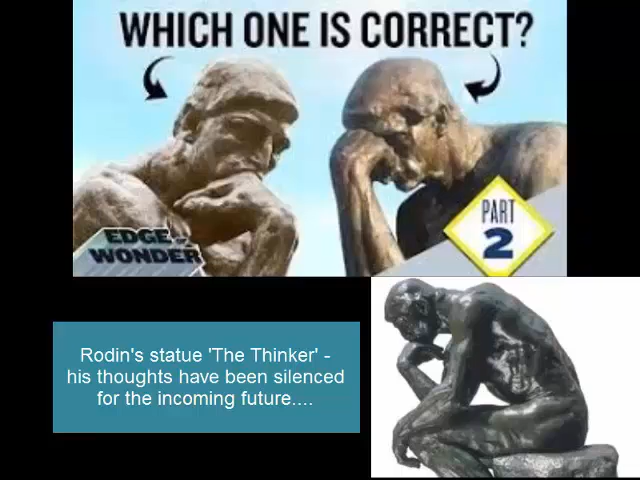 WHICH ONE IS CORRECT?
EDGE OF
WONDER
PART
2
Rodin's statue 'The Thinker' -
his thoughts have been silenced
for the incoming future....